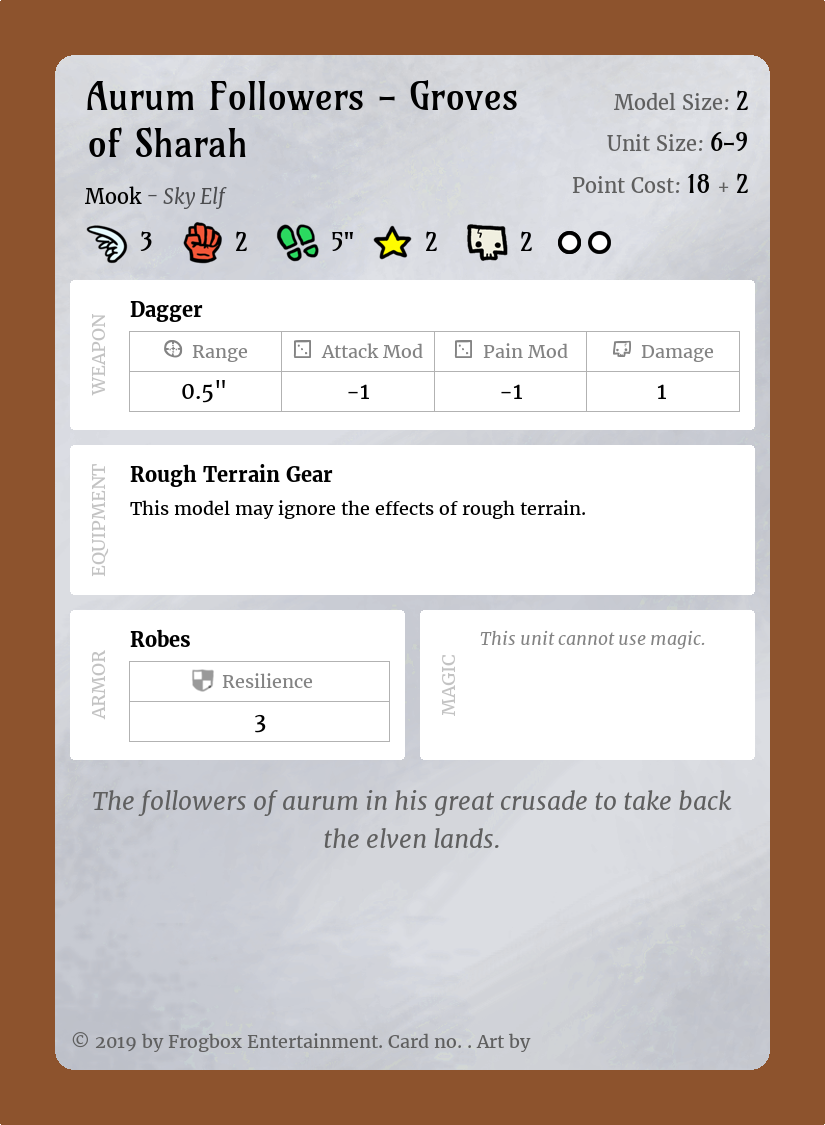 Aurum Followers – Groves
of Sharah
Model Size: 2
Unit Size: 6–9
Point Cost: 18 + 2
Mook – Sky Elf
3 2 5" 2 2
WEAPON
Dagger
Range Attack Mod Pain Mod Damage
0.5" -1 -1 1
EQUIPMENT
Rough Terrain Gear
This model may ignore the effects of rough terrain.
ARMOR
Robes
Resilience
3
MAGIC
This unit cannot use magic.
The followers of aurum in his great crusade to take back
the elven lands.
© 2019 by Frogbox Entertainment. Card no. . Art by